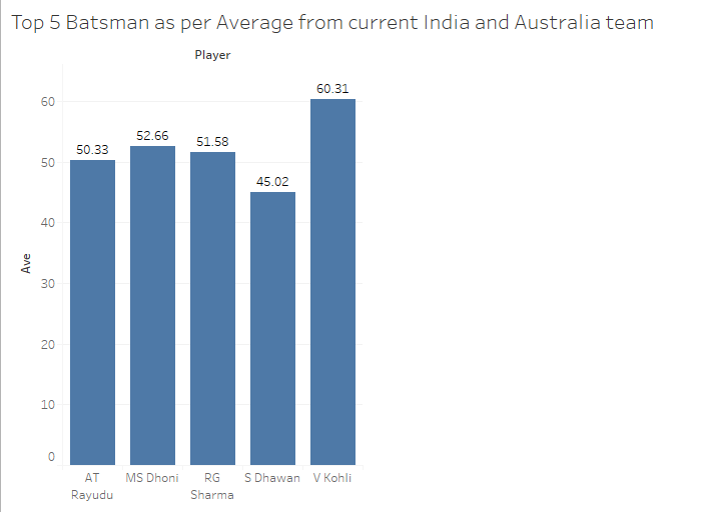 Top 5 Batsman as per Average from current India and Australia team
Player
60.31
60
52.66
51.58
50.33
50
45.02
40
Ave
30
20
10
0
AT Rayudu
MS Dhoni
RG Sharma
S Dhawan
V Kohli